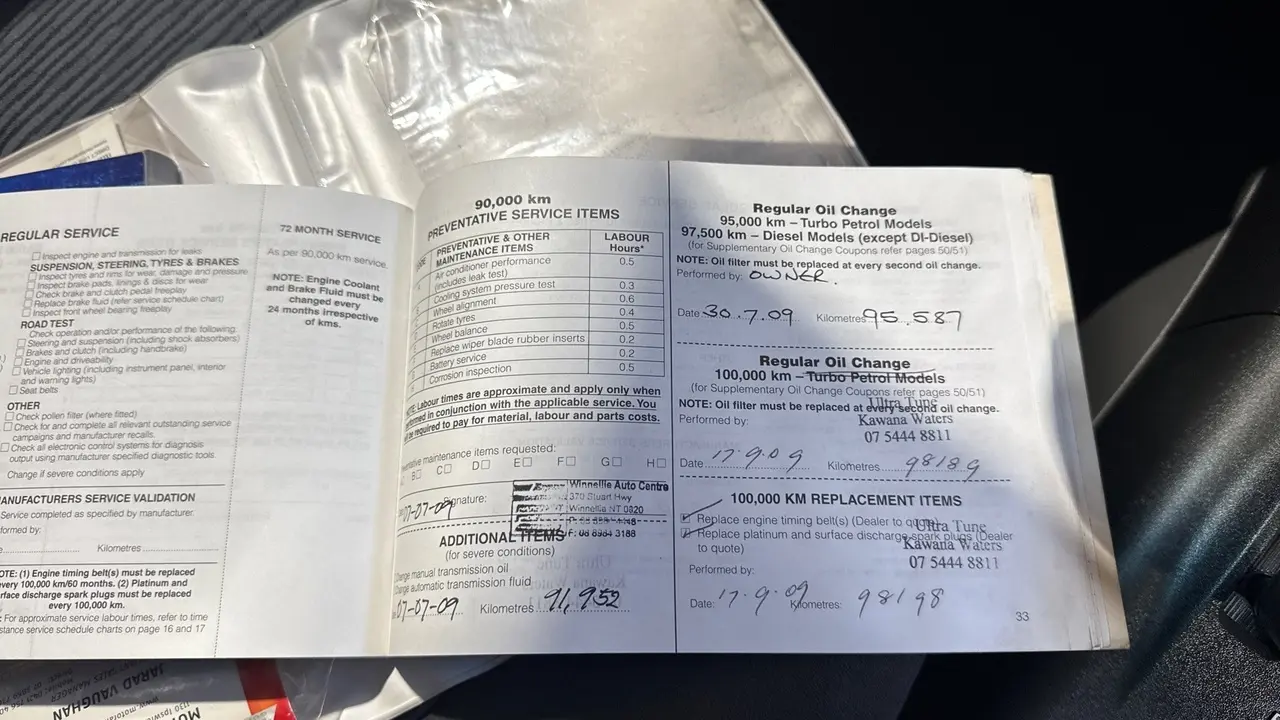 REGULAR SERVICE
Inspect engine and transmission for leaks
SUSPENSION, STEERING, TYRES & BRAKES
Inspect tyres and rims for wear, damage and pressure
Inspect brake pads, linings & discs for wear
Check brake and clutch pedal freeplay
Replace brake fluid (refer service schedule chart)
Inspect front wheel bearing freeplay
ROAD TEST
Check operation and/or performance of the following:
Steering and suspension (including shock absorbers)
Brakes and clutch (including handbrake)
Engine and driveability
Vehicle lighting (including instrument panel, interior
and warning lights)
Seat belts
OTHER
Check pollen filter (where fitted)
Check for and complete all relevant outstanding service
campaigns and manufacturer recalls.
Check all electronic control systems for diagnosis
output using manufacturer specified diagnostic tools.
Change if severe conditions apply
ANUFACTURERS SERVICE VALIDATION
Service completed as specified by manufacturer.
formed by:
Kilometres
OTE: (1) Engine timing belt(s) must be replaced
very 100,000 km/60 months. (2) Platinum and
rface discharge spark plugs must be replaced
every 100,000 km.
For approximate service labour times, refer to time
stance service schedule charts on page 16 and 17
72 MONTH SERVICE
As per 90,000 km service.
NOTE: Engine Coolant
and Brake Fluid must be
changed every
24 months irrespective
of kms.
90,000 km
PREVENTATIVE SERVICE ITEMS
PREVENTATIVE & OTHER MAINTENANCE ITEMS LABOUR Hours*
Air conditioner performance (includes leak test) 0.5
Cooling system pressure test 0.3
Wheel alignment 0.6
Rotate tyres 0.4
Wheel balance 0.5
Replace wiper blade rubber inserts 0.2
Battery service 0.2
Corrosion inspection 0.5
NOTE: Labour times are approximate and apply only when
formed in conjunction with the applicable service. You
be required to pay for material, labour and parts costs.
entative maintenance items requested:
B C D E F G H
07-07-09 Signature:
Winnellie Auto Centre
370 Stuart Hwy
Winnellie NT 0820
F: 08 8984 3188
ADDITIONAL ITEMS
(for severe conditions)
ange manual transmission oil
ange automatic transmission fluid
07-07-09 Kilometres 91,952
Regular Oil Change
95,000 km – Turbo Petrol Models
97,500 km – Diesel Models (except DI-Diesel)
(for Supplementary Oil Change Coupons refer pages 50/51)
NOTE: Oil filter must be replaced at every second oil change.
Performed by: OWNER.
Date 30.7.09 Kilometres 95.587
Regular Oil Change
100,000 km – Turbo Petrol Models
(for Supplementary Oil Change Coupons refer pages 50/51)
NOTE: Oil filter must be replaced at every second oil change.
Performed by:
Ultra Tune
Kawana Waters
07 5444 8811
Date 17.9.09 Kilometres 98189
100,000 KM REPLACEMENT ITEMS
Replace engine timing belt(s) (Dealer to quote)
Replace platinum and surface discharge spark plugs (Dealer
to quote)
Ultra Tune
Kawana Waters
07 5444 8811
Performed by:
Date: 17.9.09 Kilometres: 98198
33
JARAD VAUGHAN